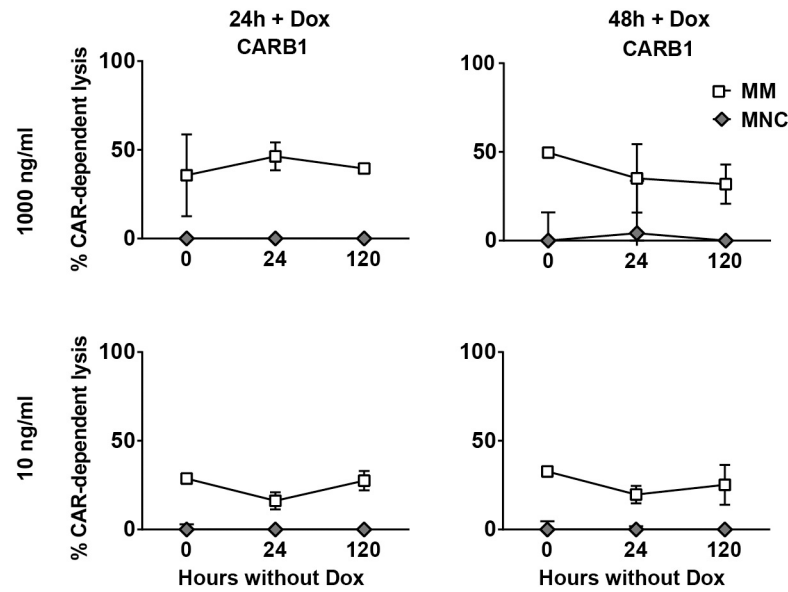 24h + Dox
CARB1
48h + Dox
CARB1
1000 ng/ml
% CAR-dependent lysis
100
50
0
0 24 120
100
50
0
0 24 120
MM
MNC
10 ng/ml
% CAR-dependent lysis
100
50
0
0 24 120
Hours without Dox
100
50
0
0 24 120
Hours without Dox